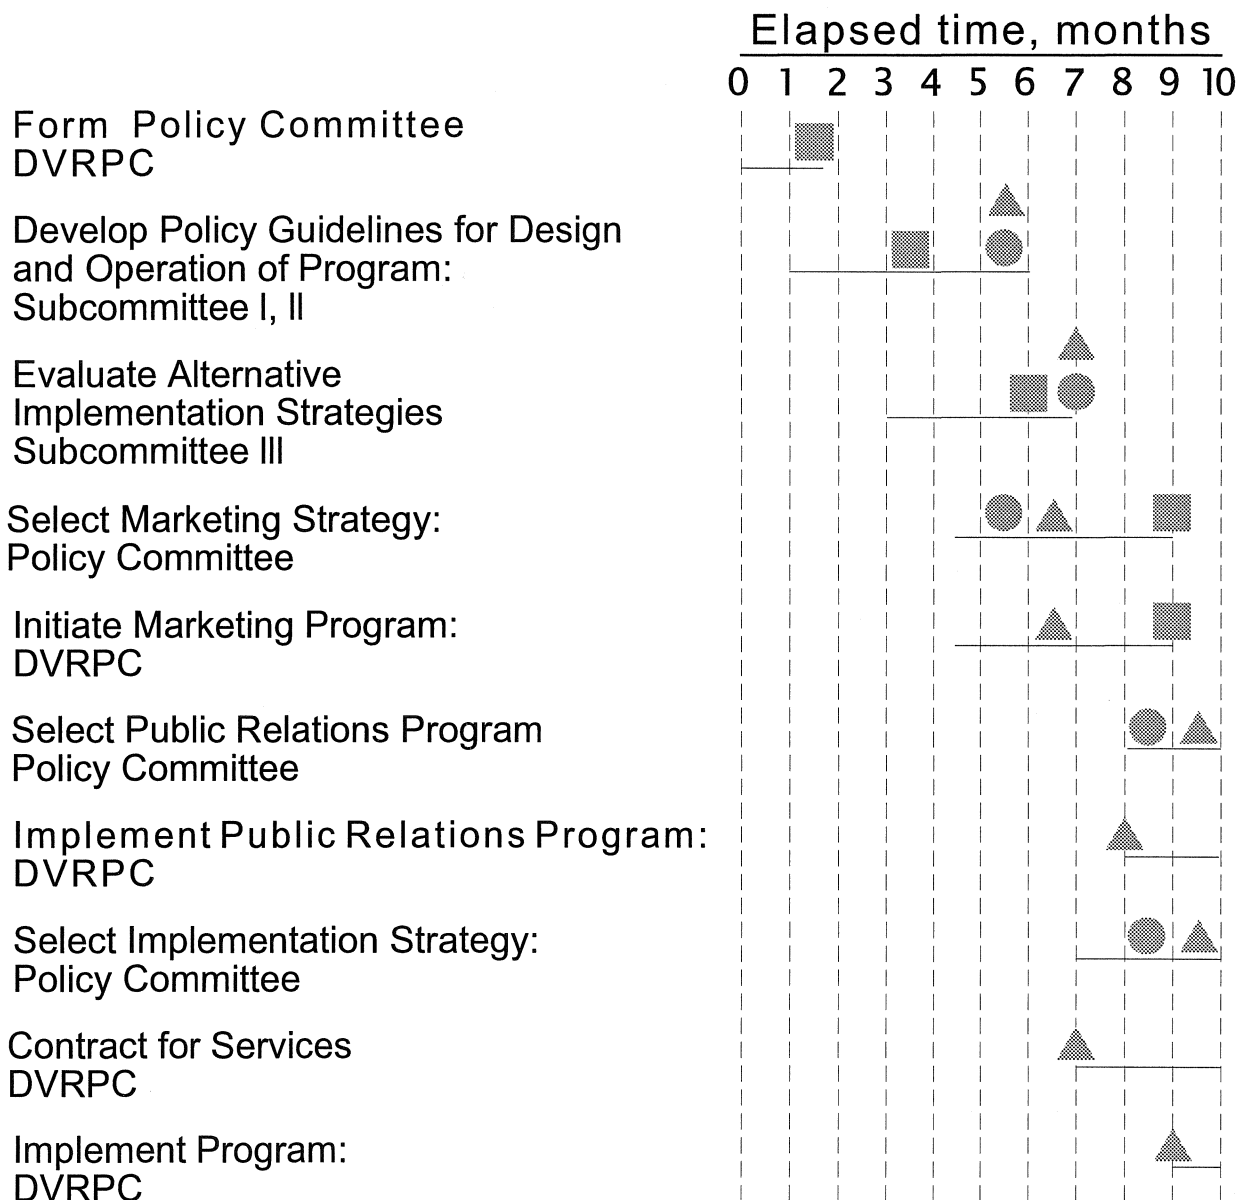 Elapsed time, months
0 1 2 3 4 5 6 7 8 9 10
Form Policy Committee
DVRPC
Develop Policy Guidelines for Design
and Operation of Program:
Subcommittee I, II
Evaluate Alternative
Implementation Strategies
Subcommittee III
Select Marketing Strategy:
Policy Committee
Initiate Marketing Program:
DVRPC
Select Public Relations Program
Policy Committee
Implement Public Relations Program:
DVRPC
Select Implementation Strategy:
Policy Committee
Contract for Services
DVRPC
Implement Program:
DVRPC